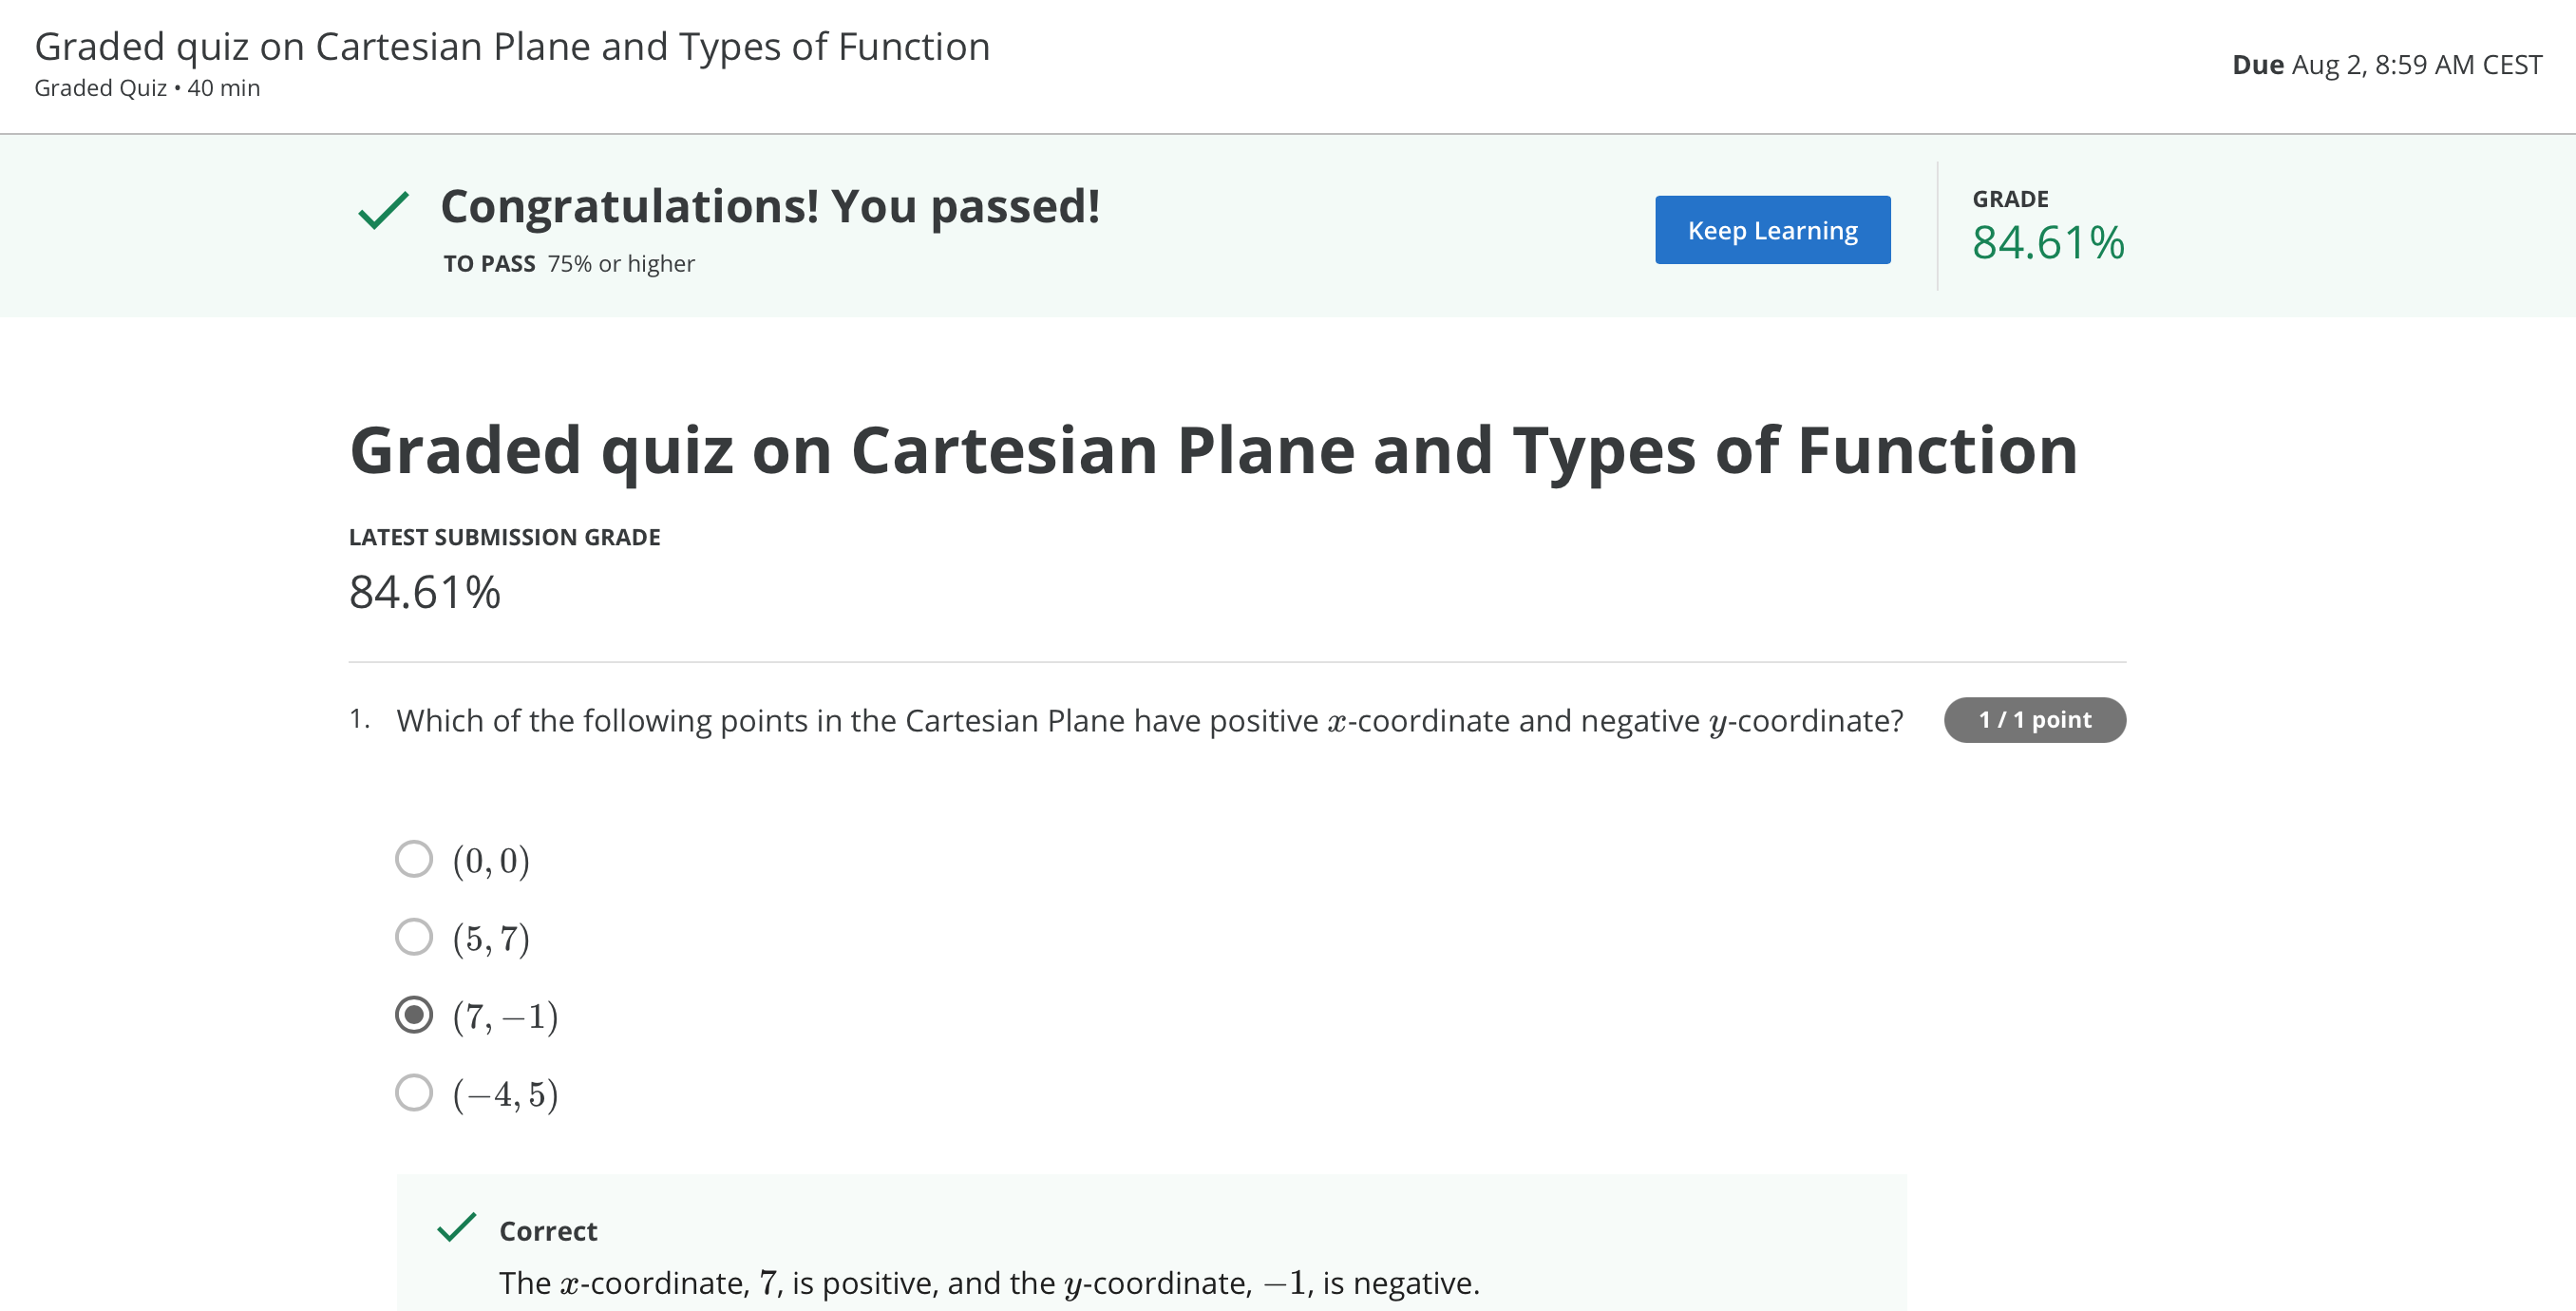 Graded quiz on Cartesian Plane and Types of Function
Graded Quiz • 40 min
Due Aug 2, 8:59 AM CEST
Congratulations! You passed!
TO PASS 75% or higher
Keep Learning
GRADE
84.61%
Graded quiz on Cartesian Plane and Types of Function
LATEST SUBMISSION GRADE
84.61%
1. Which of the following points in the Cartesian Plane have positive x-coordinate and negative y-coordinate?
1 / 1 point
(0, 0)
(5, 7)
(7, −1)
(−4, 5)
Correct
The x-coordinate, 7, is positive, and the y-coordinate, −1, is negative.